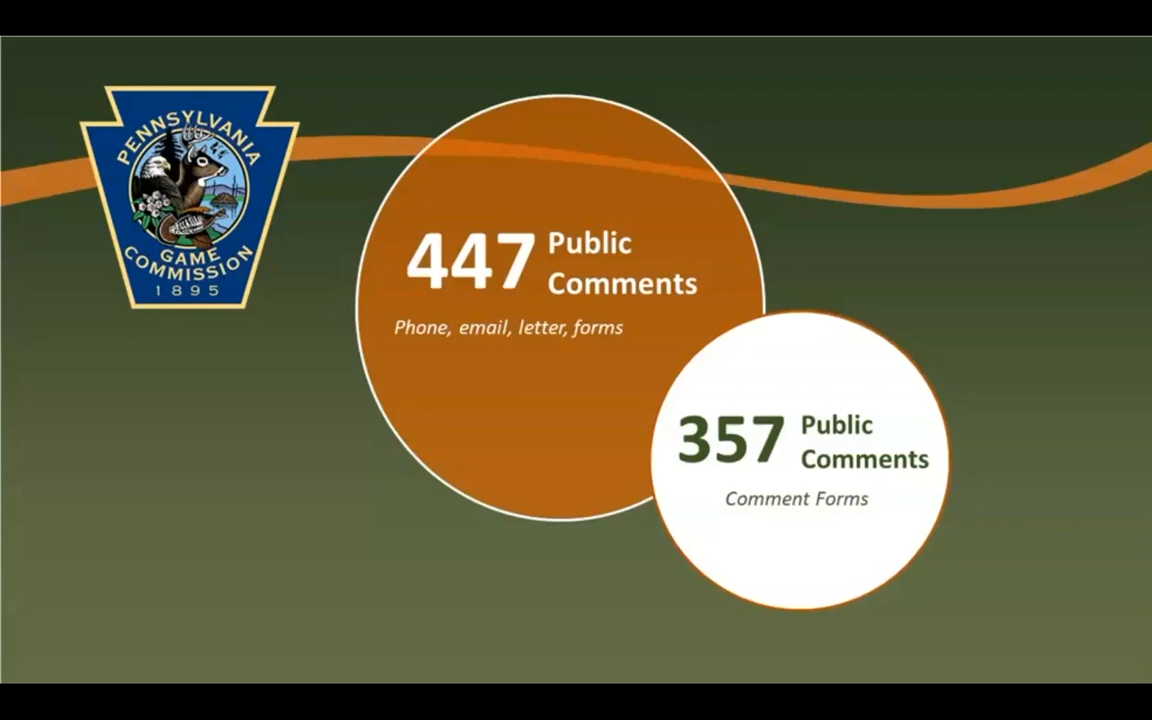 PENNSYLVANIA
GAME
COMMISSION
1895
447 Public
Comments
Phone, email, letter, forms
357 Public
Comments
Comment Forms